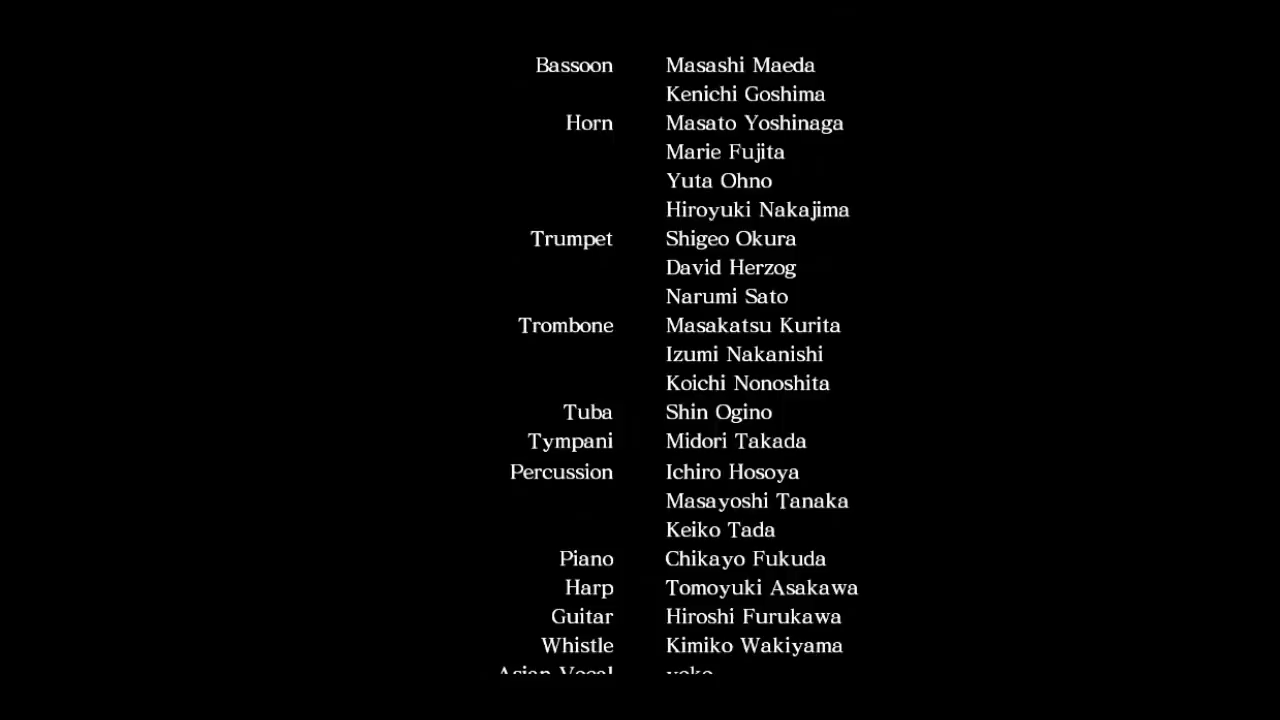 Bassoon Masashi Maeda
Kenichi Goshima
Horn Masato Yoshinaga
Marie Fujita
Yuta Ohno
Hiroyuki Nakajima
Trumpet Shigeo Okura
David Herzog
Narumi Sato
Trombone Masakatsu Kurita
Izumi Nakanishi
Koichi Nonoshita
Tuba Shin Ogino
Tympani Midori Takada
Percussion Ichiro Hosoya
Masayoshi Tanaka
Keiko Tada
Piano Chikayo Fukuda
Harp Tomoyuki Asakawa
Guitar Hiroshi Furukawa
Whistle Kimiko Wakiyama
Asian Vocal